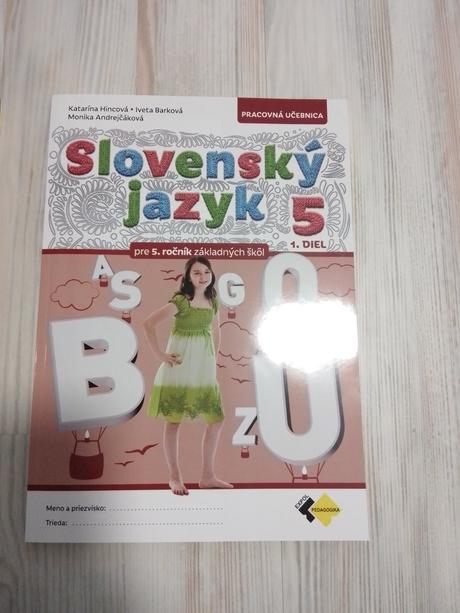 Katarína Hincová • Iveta Barková
Monika Andrejčáková
PRACOVNÁ UČEBNICA
Slovenský
jazyk 5
1. DIEL
pre 5. ročník základných škôl
A
S
G
O
B
U
Z
Meno a priezvisko:
Trieda:
EXPOL
PEDAGOGIKA